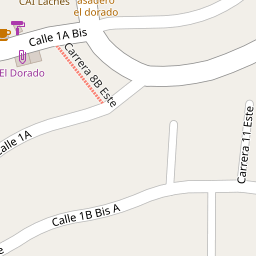 CAI Laches
asadero
el dorado
Calle 1A Bis
El Dorado
Carrera 8B Este
Calle 1A
Carrera 11 Este
Calle 1B Bis A